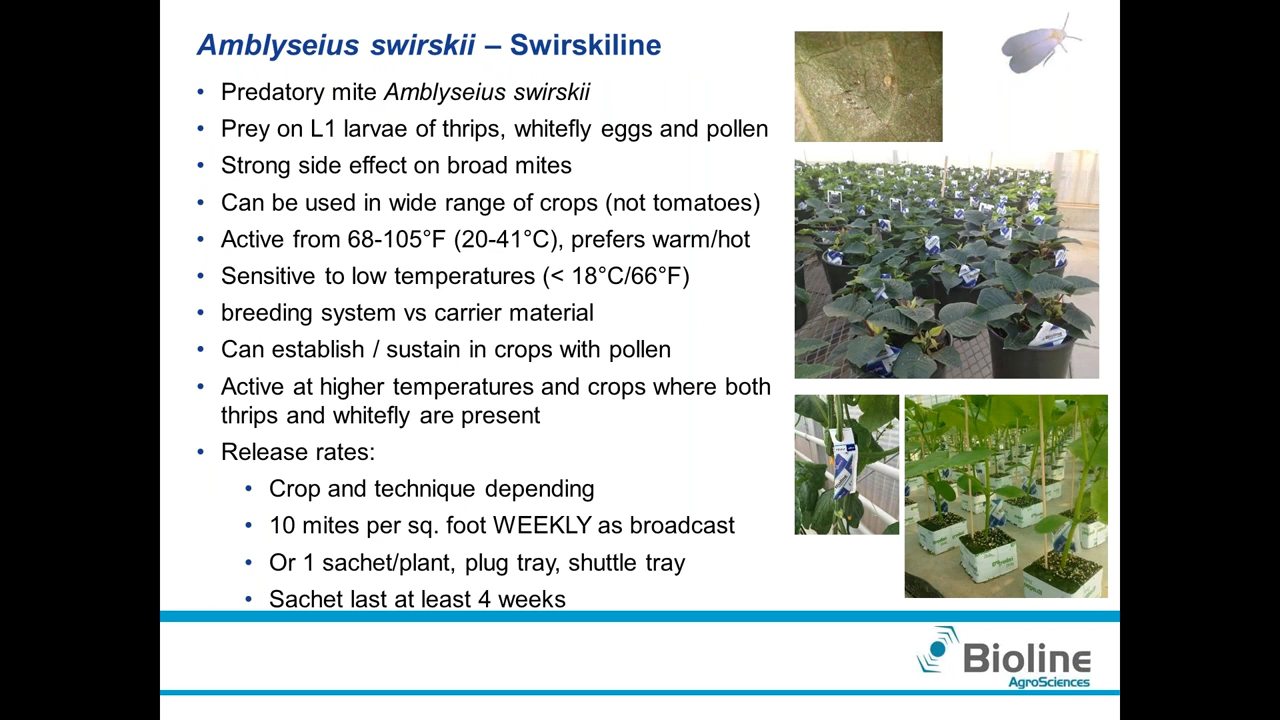 Amblyseius swirskii – Swirskiline
• Predatory mite Amblyseius swirskii
• Prey on L1 larvae of thrips, whitefly eggs and pollen
• Strong side effect on broad mites
• Can be used in wide range of crops (not tomatoes)
• Active from 68-105°F (20-41°C), prefers warm/hot
• Sensitive to low temperatures (< 18°C/66°F)
• breeding system vs carrier material
• Can establish / sustain in crops with pollen
• Active at higher temperatures and crops where both
thrips and whitefly are present
• Release rates:
• Crop and technique depending
• 10 mites per sq. foot WEEKLY as broadcast
• Or 1 sachet/plant, plug tray, shuttle tray
• Sachet last at least 4 weeks
Bioline
AgroSciences